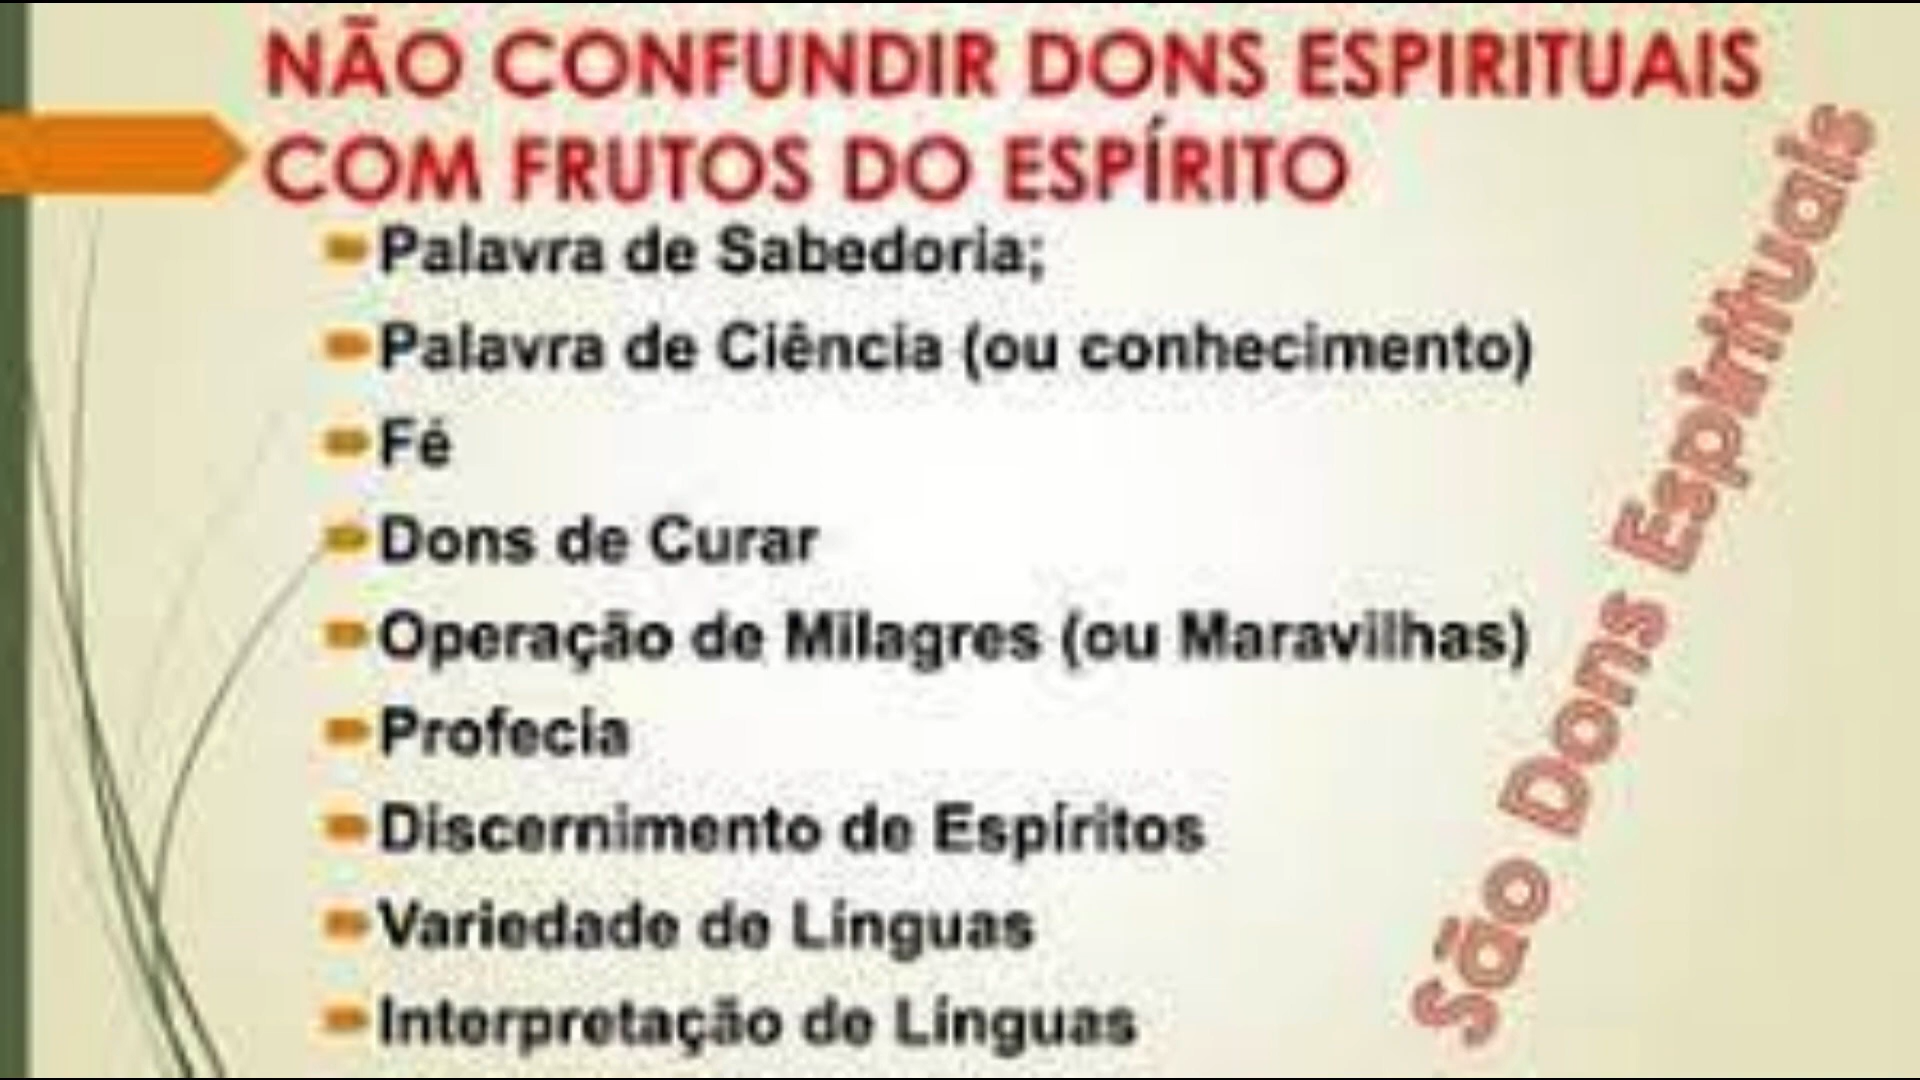 NÃO CONFUNDIR DONS ESPIRITUAIS
COM FRUTOS DO ESPÍRITO
Palavra de Sabedoria;
Palavra de Ciência (ou conhecimento)
Fé
Dons de Curar
Operação de Milagres (ou Maravilhas)
Profecia
Discernimento de Espíritos
Variedade de Línguas
Interpretação de Línguas
São Dons Espirituais